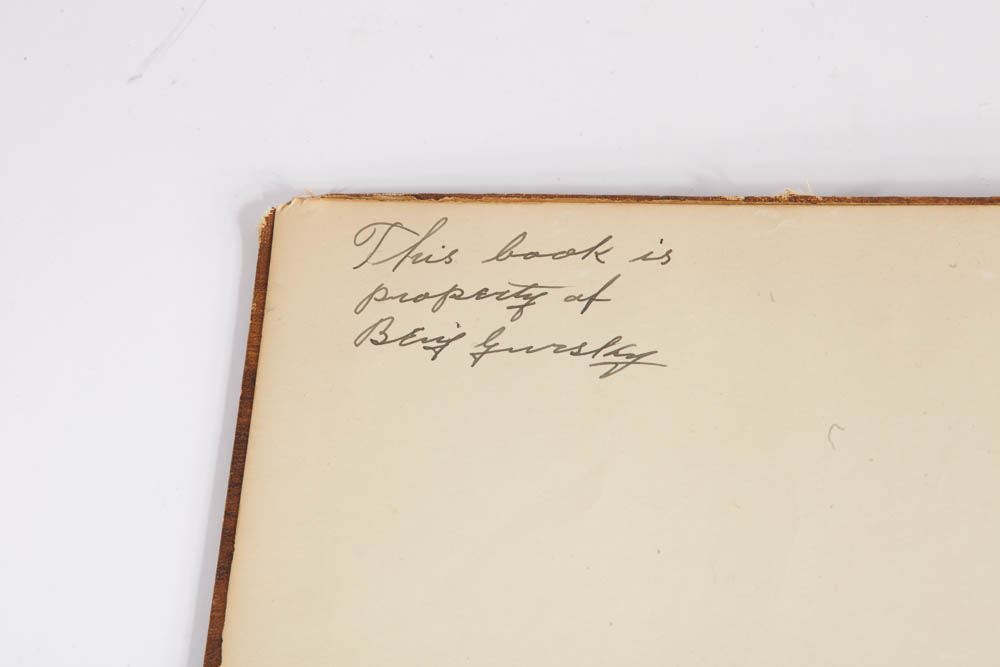 This book is
property of
Benj Gursky